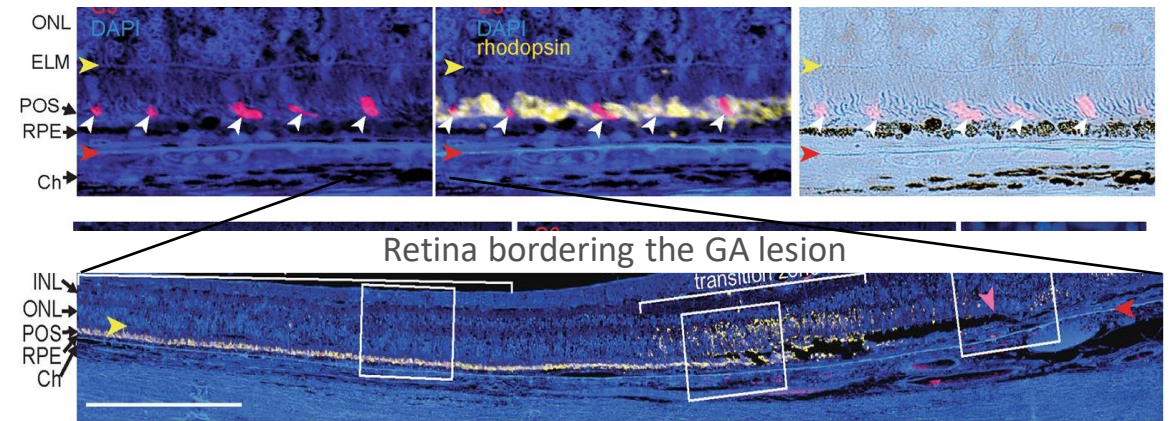 ONL
ELM
POS
RPE
Ch
C3
DAPI
DAPI
rhodopsin
Retina bordering the GA lesion
transition zone
INL
ONL
POS
RPE
Ch